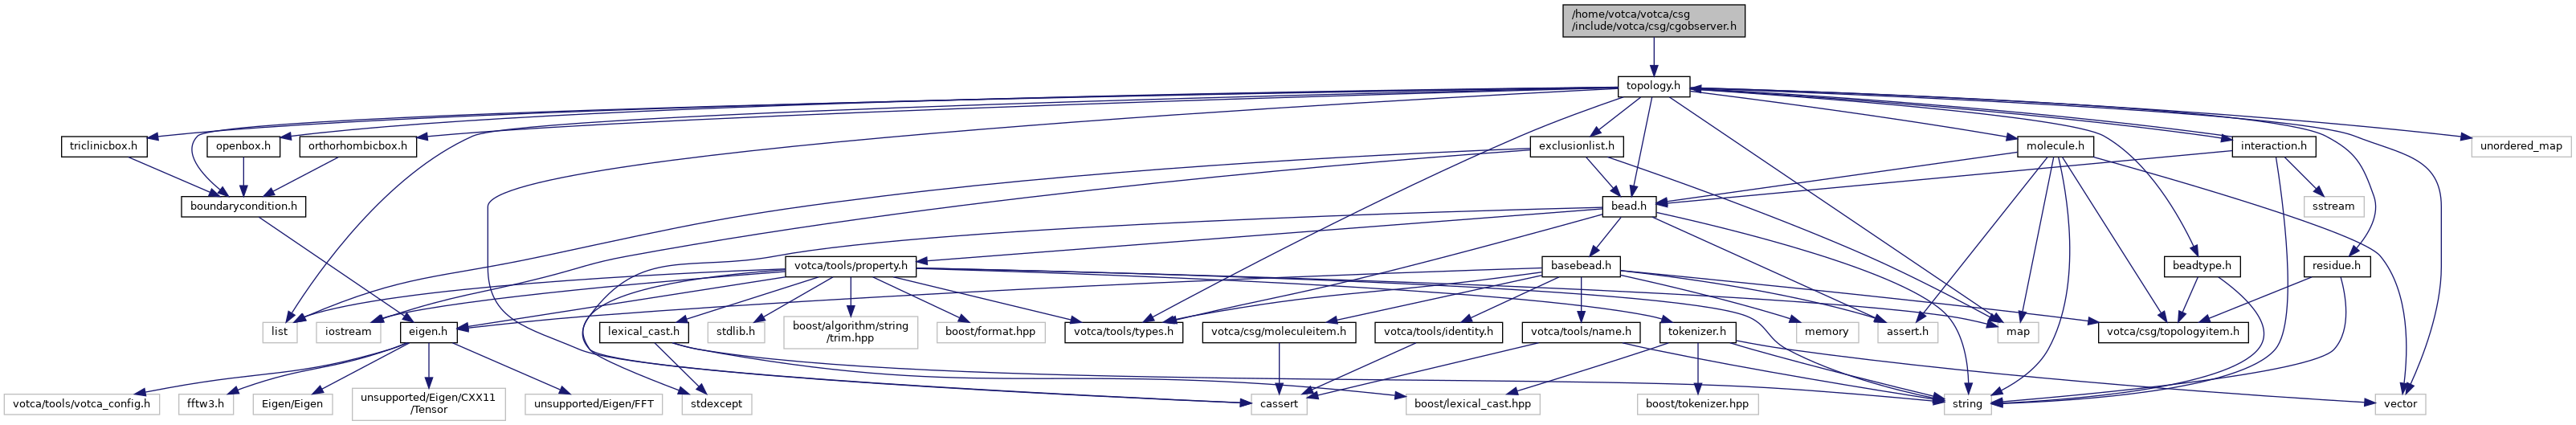 /home/votca/votca/csg
/include/votca/csg/cgobserver.h
topology.h
triclinicbox.h
openbox.h
orthorhombicbox.h
exclusionlist.h
molecule.h
interaction.h
unordered_map
boundarycondition.h
bead.h
sstream
votca/tools/property.h
basebead.h
beadtype.h
residue.h
list
iostream
eigen.h
lexical_cast.h
stdlib.h
boost/algorithm/string
/trim.hpp
boost/format.hpp
votca/tools/types.h
votca/csg/moleculeitem.h
votca/tools/identity.h
votca/tools/name.h
tokenizer.h
memory
assert.h
map
votca/csg/topologyitem.h
votca/tools/votca_config.h
fftw3.h
Eigen/Eigen
unsupported/Eigen/CXX11
/Tensor
unsupported/Eigen/FFT
stdexcept
cassert
boost/lexical_cast.hpp
boost/tokenizer.hpp
string
vector